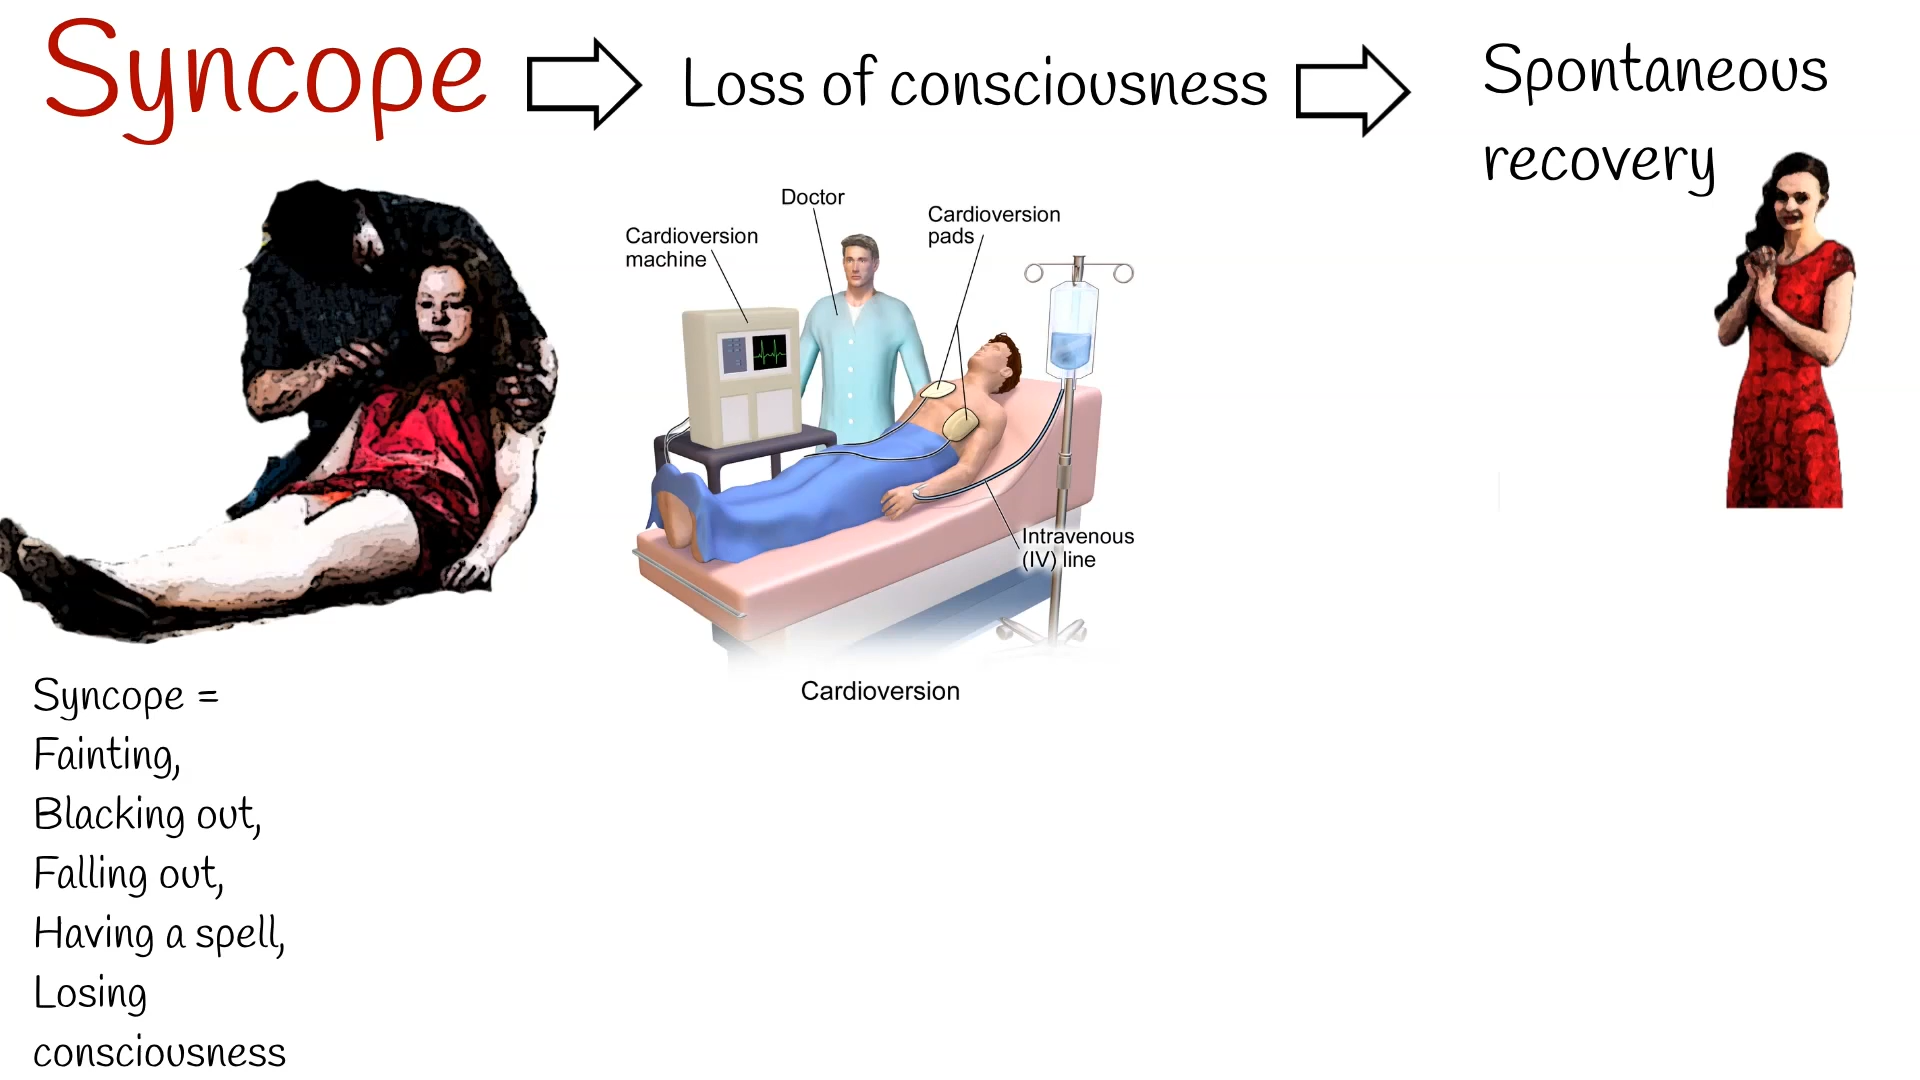 Syncope
Loss of consciousness
Spontaneous
recovery
Doctor
Cardioversion
pads
Cardioversion
machine
Intravenous
(IV) line
Cardioversion
Syncope =
Fainting,
Blacking out,
Falling out,
Having a spell,
Losing
consciousness